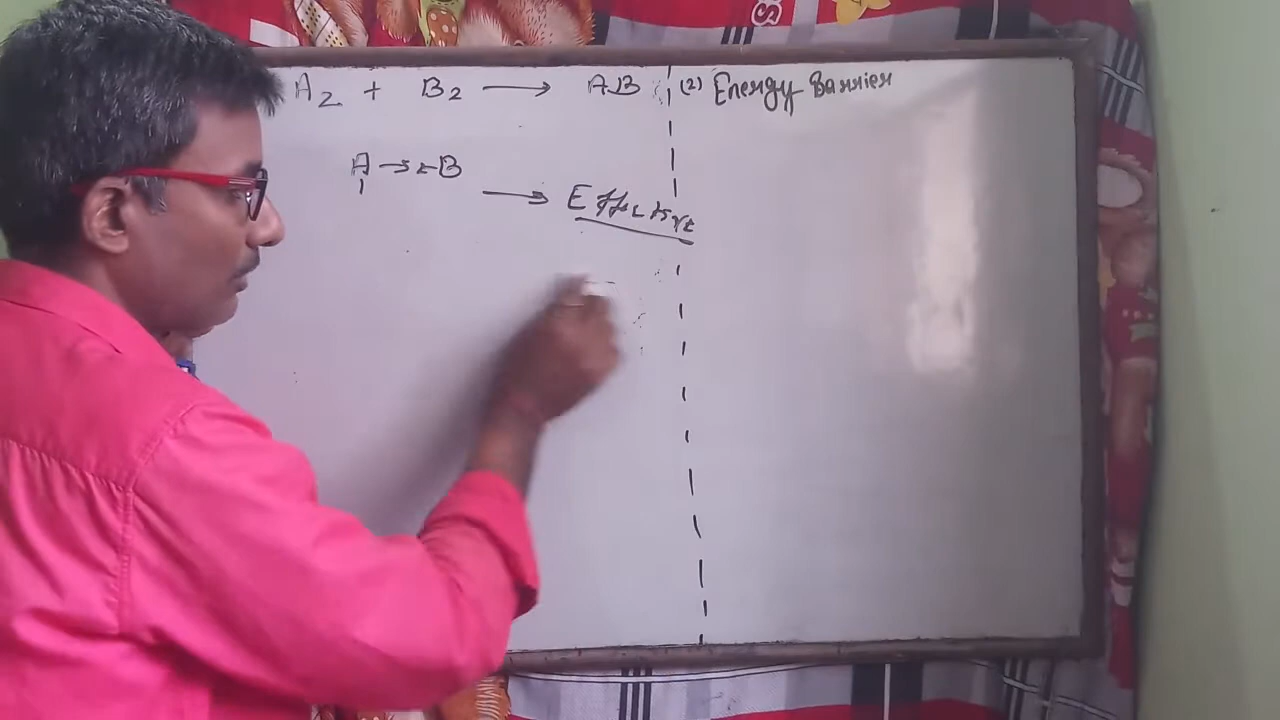 A2 + B2 → AB
A → ← B
→ Effective
(2) Energy Barrier